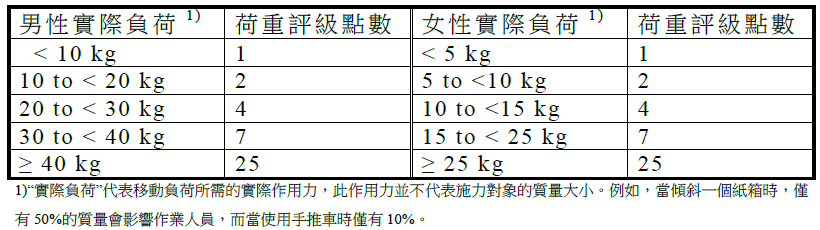 男性實際負荷 1) 荷重評級點數 女性實際負荷 1) 荷重評級點數
< 10 kg 1 < 5 kg 1
10 to < 20 kg 2 5 to <10 kg 2
20 to < 30 kg 4 10 to <15 kg 4
30 to < 40 kg 7 15 to < 25 kg 7
≥ 40 kg 25 ≥ 25 kg 25
1)“實際負荷”代表移動負荷所需的實際作用力，此作用力並不代表施力對象的質量大小。例如，當傾斜一個紙箱時，僅
有 50%的質量會影響作業人員，而當使用手推車時僅有 10%。